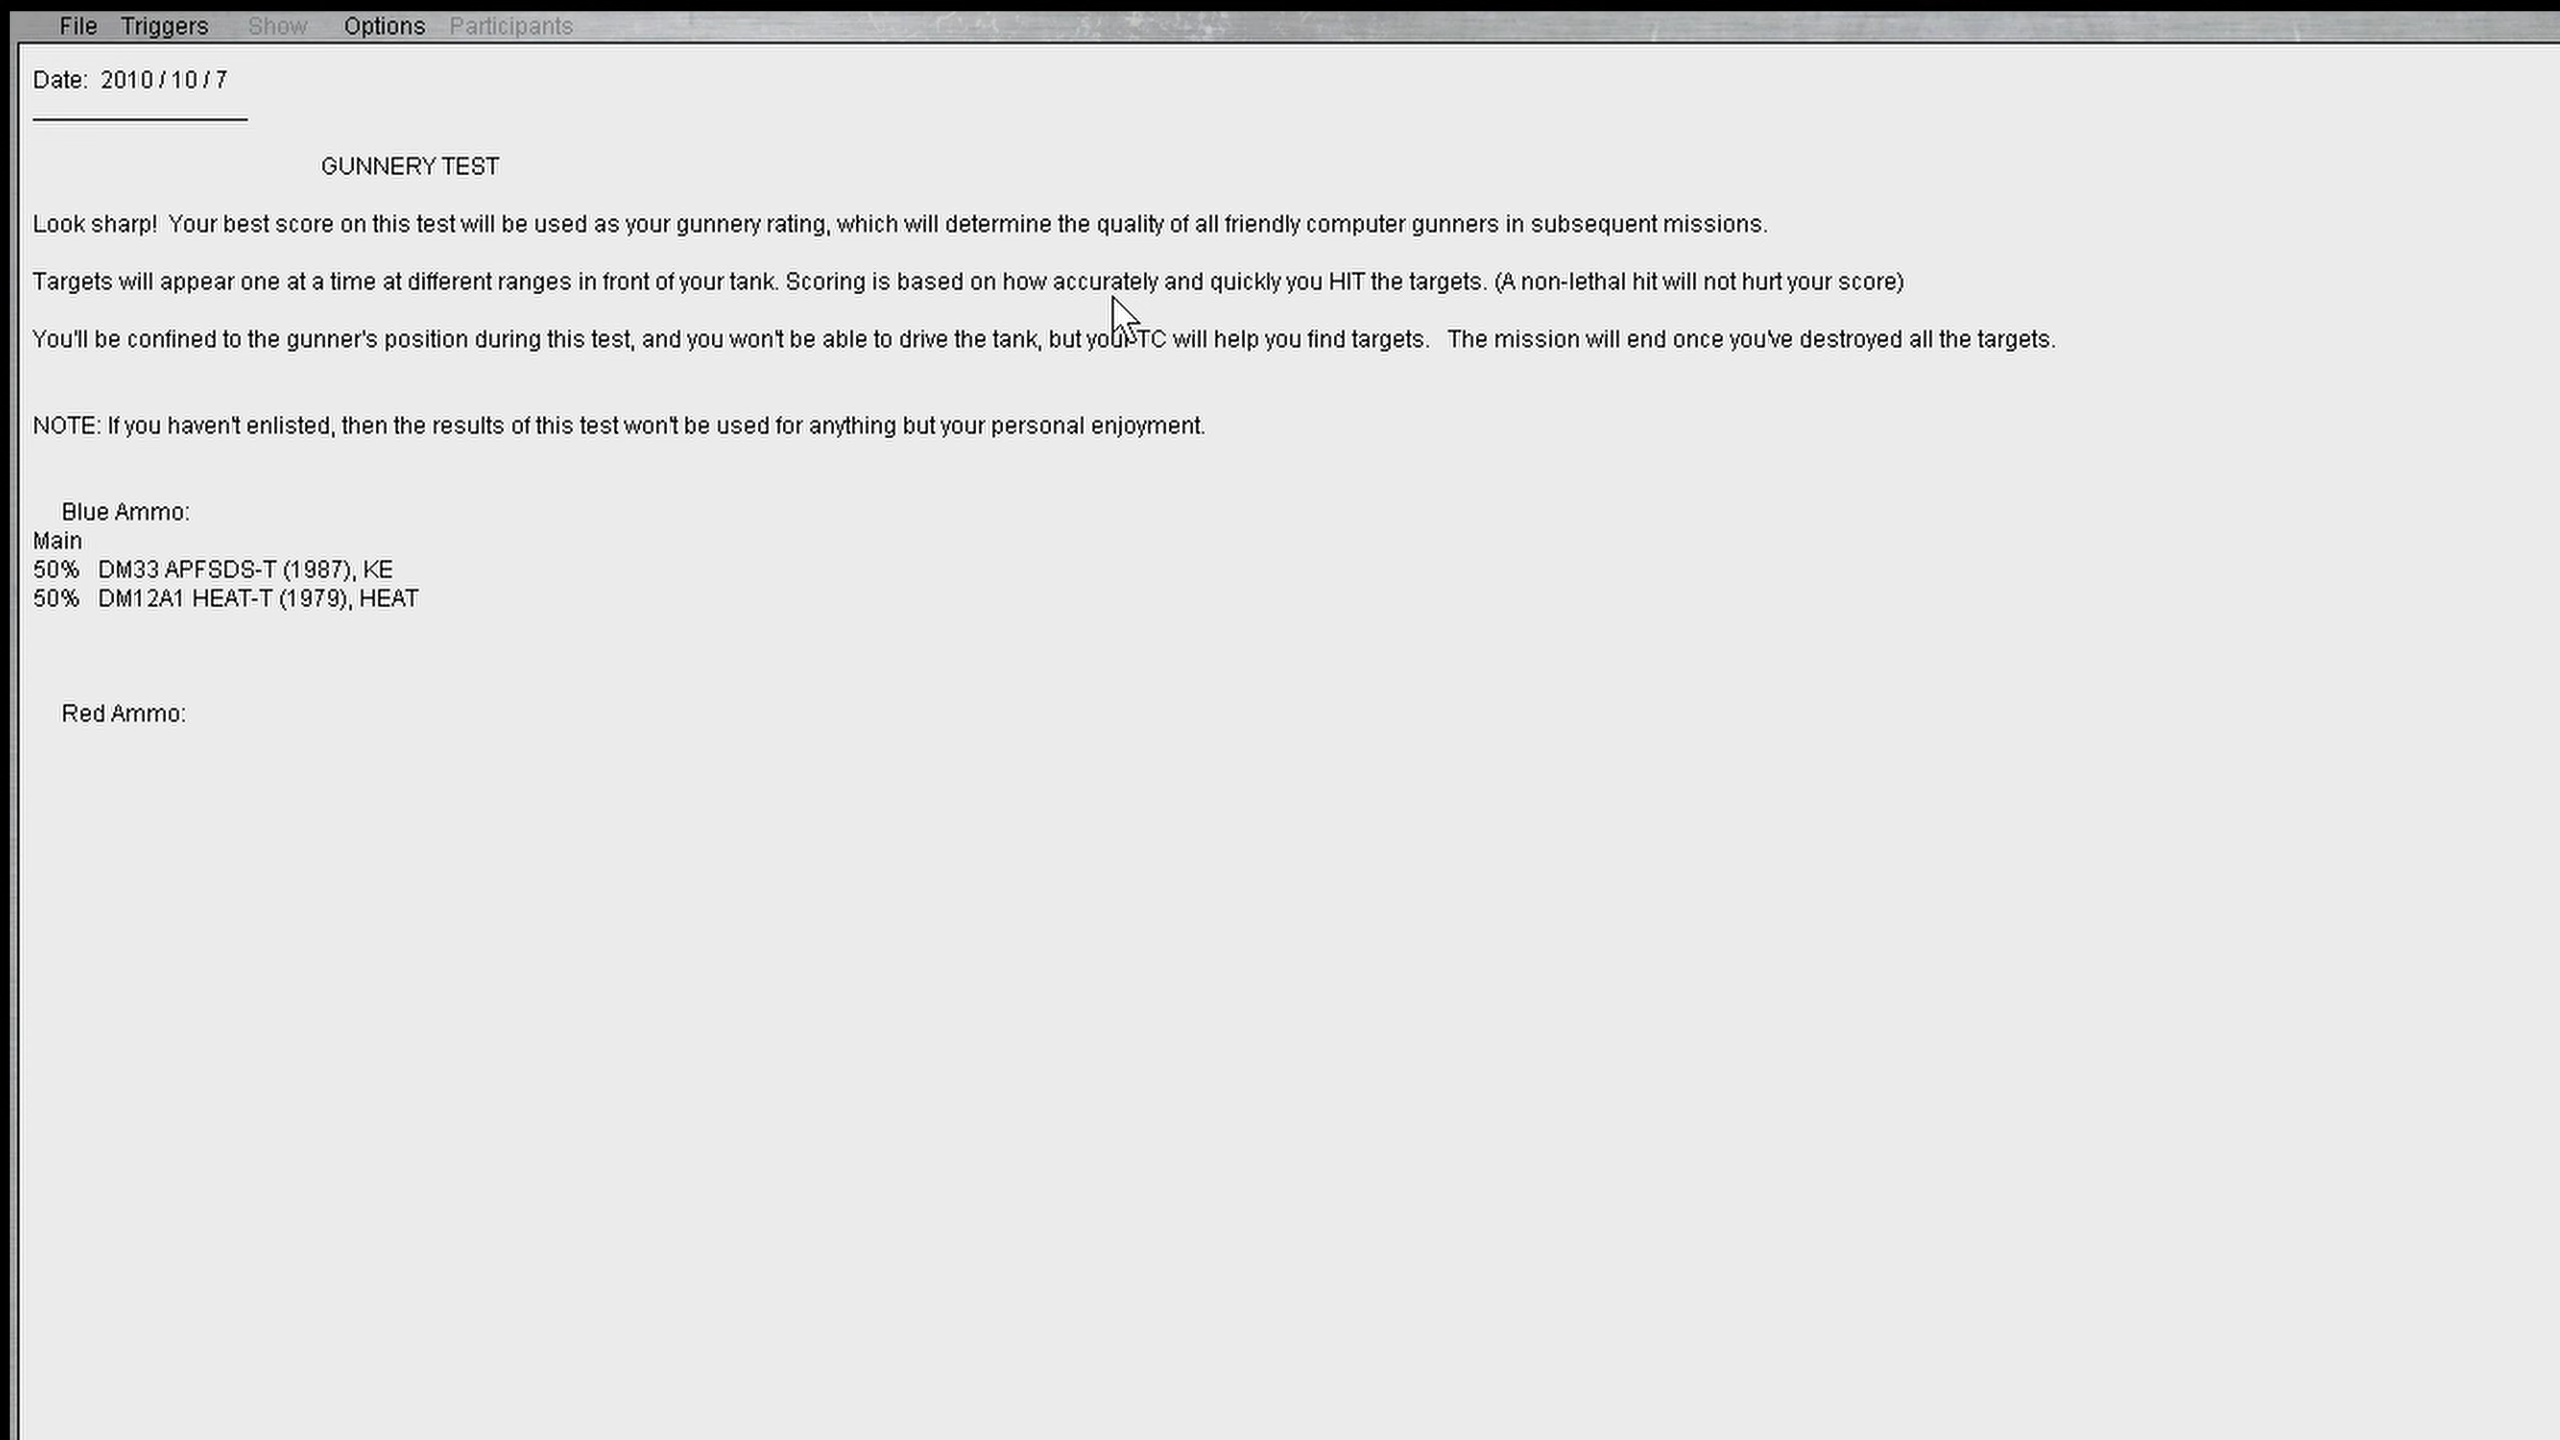 File Triggers Show Options Participants
Date: 2010 / 10 / 7
GUNNERY TEST
Look sharp! Your best score on this test will be used as your gunnery rating, which will determine the quality of all friendly computer gunners in subsequent missions.
Targets will appear one at a time at different ranges in front of your tank. Scoring is based on how accurately and quickly you HIT the targets. (A non-lethal hit will not hurt your score)
You'll be confined to the gunner's position during this test, and you won't be able to drive the tank, but your TC will help you find targets. The mission will end once you've destroyed all the targets.
NOTE: If you haven't enlisted, then the results of this test won't be used for anything but your personal enjoyment.
Blue Ammo:
Main
50% DM33 APFSDS-T (1987), KE
50% DM12A1 HEAT-T (1979), HEAT
Red Ammo: